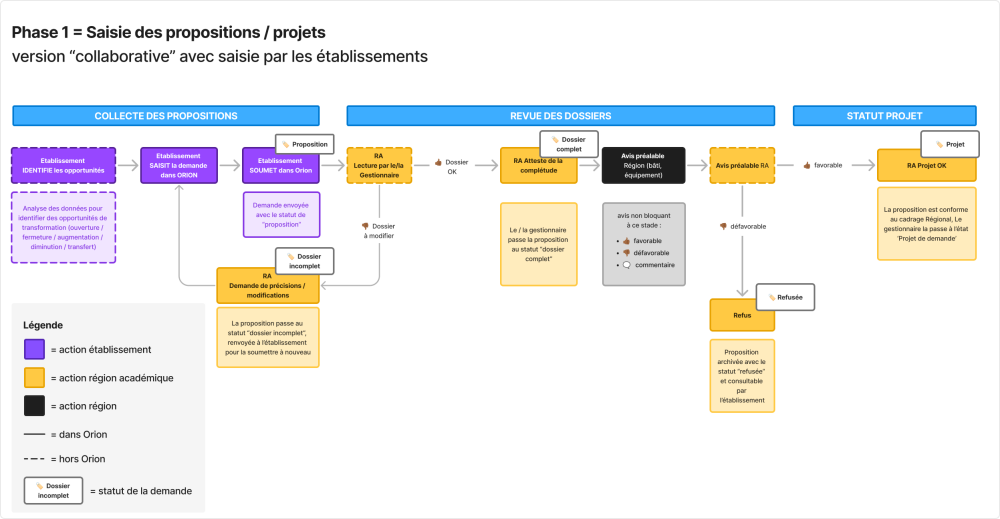 Phase 1 = Saisie des propositions / projets
version “collaborative” avec saisie par les établissements
COLLECTE DES PROPOSITIONS
REVUE DES DOSSIERS
STATUT PROJET
Etablissement
IDENTIFIE les opportunités
Analyse des données pour
identifier des opportunités de
transformation (ouverture /
fermeture / augmentation /
diminution / transfert)
Etablissement
SAISIT la demande
dans ORION
Proposition
Etablissement
SOUMET dans Orion
Demande envoyée
avec le statut de
"proposition"
RA
Lecture par le/la
Gestionnaire
Dossier
OK
Dossier
à modifier
Dossier
incomplet
RA
Demande de précisions /
modifications
La proposition passe au
statut “dossier incomplet”,
renvoyée à l’établissement
pour la soumettre à nouveau
Dossier
complet
RA Atteste de la
complétude
Le / la gestionnaire
passe la proposition
au statut “dossier
complet”
Avis préalable
Région (bâti,
équipement)
avis non bloquant
à ce stade :
• favorable
• défavorable
• commentaire
Avis préalable RA
favorable
défavorable
Refusée
Refus
Proposition
archivée avec le
statut “refusée”
et consultable
par
l’établissement
Projet
RA Projet OK
La proposition est conforme
au cadrage Régional, Le
gestionnaire la passe à l’état
‘Projet de demande’
Légende
= action établissement
= action région académique
= action région
= dans Orion
= hors Orion
Dossier
incomplet
= statut de la demande